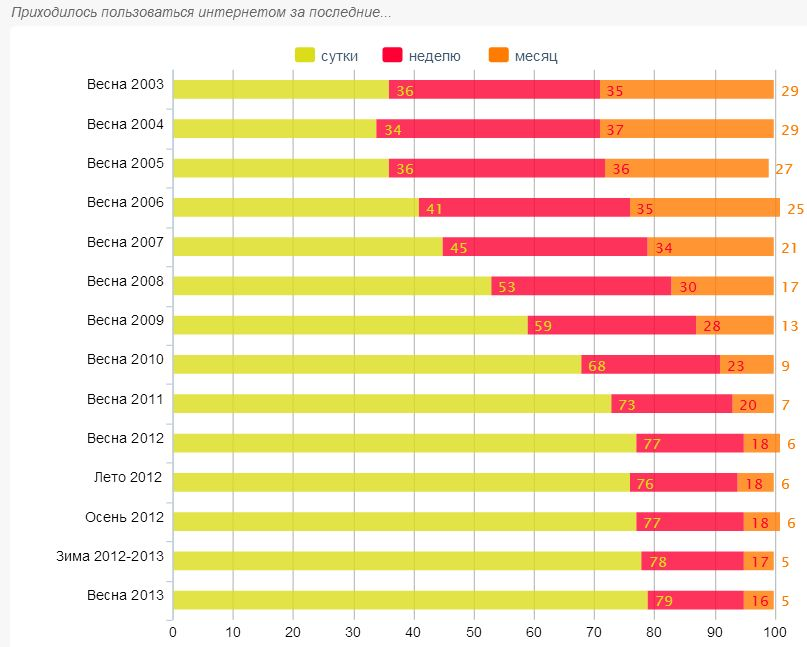 Приходилось пользоваться интернетом за последние...
сутки неделю месяц
Весна 2003 36 35 29
Весна 2004 34 37 29
Весна 2005 36 36 27
Весна 2006 41 35 25
Весна 2007 45 34 21
Весна 2008 53 30 17
Весна 2009 59 28 13
Весна 2010 68 23 9
Весна 2011 73 20 7
Весна 2012 77 18 6
Лето 2012 76 18 6
Осень 2012 77 18 6
Зима 2012-2013 78 17 5
Весна 2013 79 16 5
0 10 20 30 40 50 60 70 80 90 100